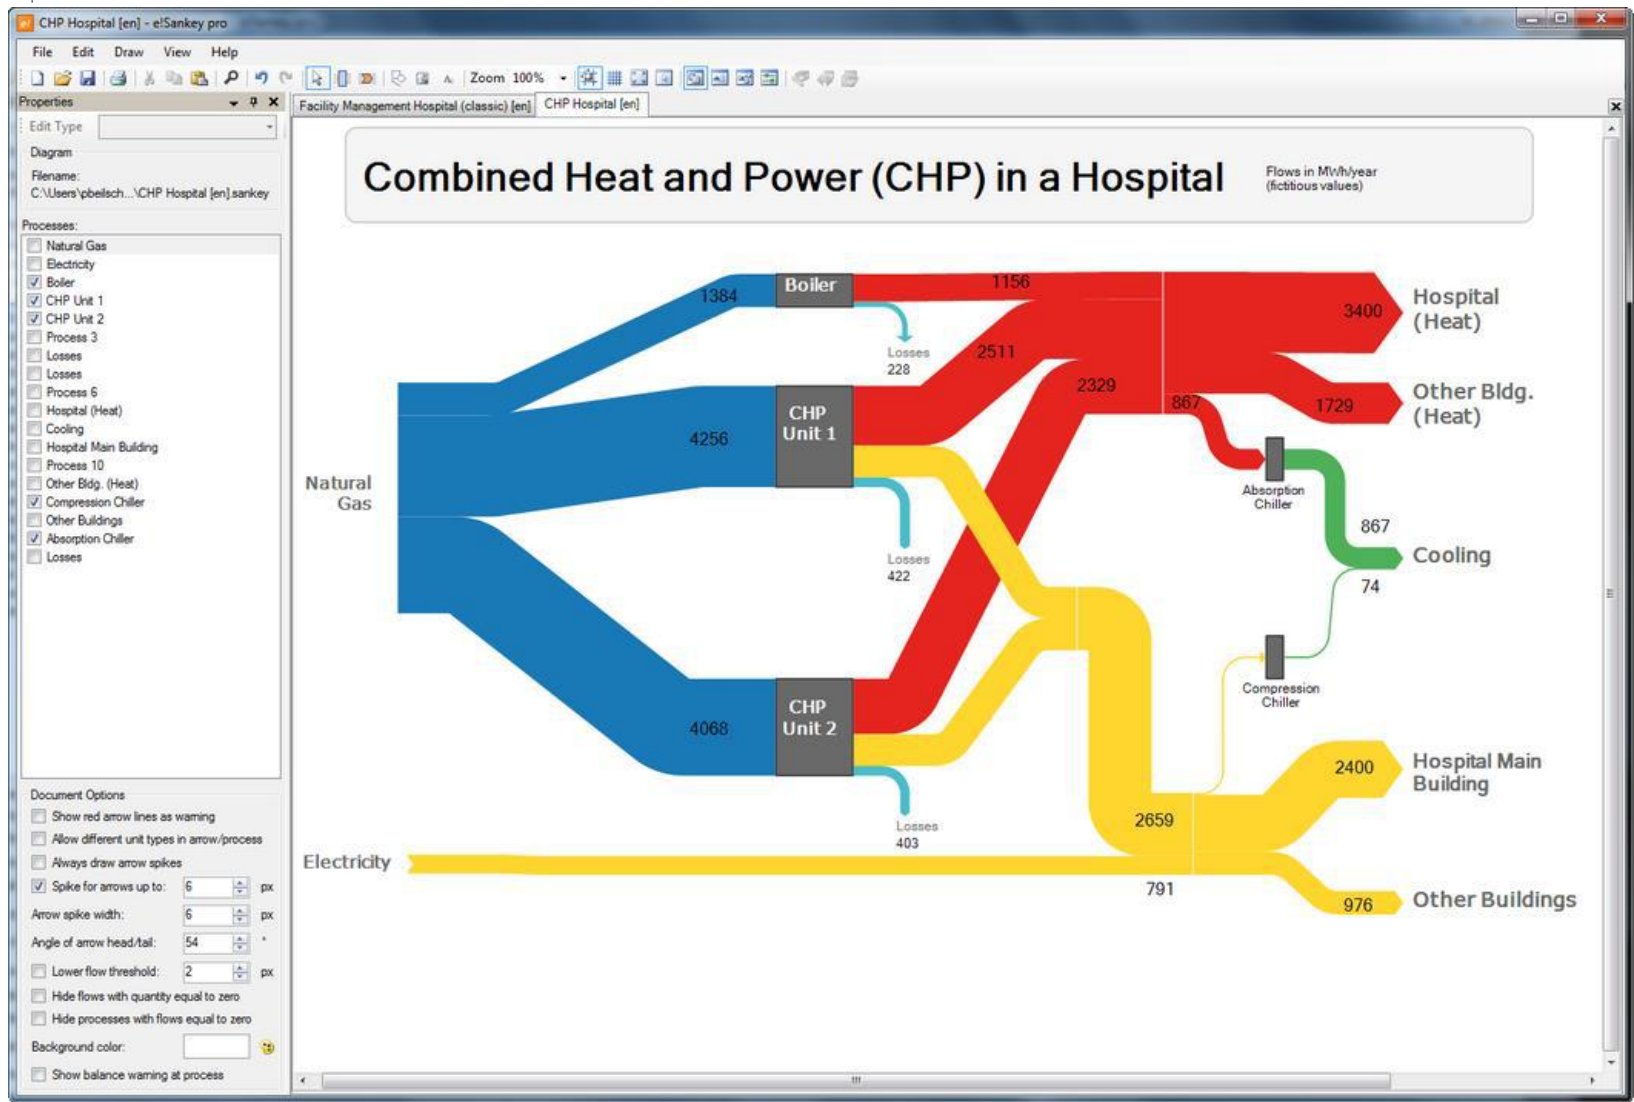 CHP Hospital [en] - e!Sankey pro
File Edit Draw View Help
Zoom 100%
Properties
Facility Management Hospital (classic) [en] CHP Hospital [en]
Edit Type
Diagram
Filename:
C:\Users\pbeilsch...\CHP Hospital [en].sankey
Processes:
Natural Gas
Electricity
Boiler
CHP Unit 1
CHP Unit 2
Process 3
Losses
Losses
Process 6
Hospital (Heat)
Cooling
Hospital Main Building
Process 10
Other Bldg. (Heat)
Compression Chiller
Other Buildings
Absorption Chiller
Losses
Document Options
Show red arrow lines as warning
Allow different unit types in arrow/process
Always draw arrow spikes
Spike for arrows up to: 6 px
Arrow spike width: 6 px
Angle of arrow head/tail: 54 °
Lower flow threshold: 2 px
Hide flows with quantity equal to zero
Hide processes with flows equal to zero
Background color:
Show balance warning at process
Combined Heat and Power (CHP) in a Hospital
Flows in MWh/year
(fictitious values)
Natural
Gas
Electricity
1384
4256
4068
Boiler
CHP
Unit 1
CHP
Unit 2
Losses
228
Losses
422
Losses
403
1156
2511
2329
867
3400
1729
Hospital
(Heat)
Other Bldg.
(Heat)
Absorption
Chiller
867
Cooling
74
Compression
Chiller
2659
791
2400
976
Hospital Main
Building
Other Buildings